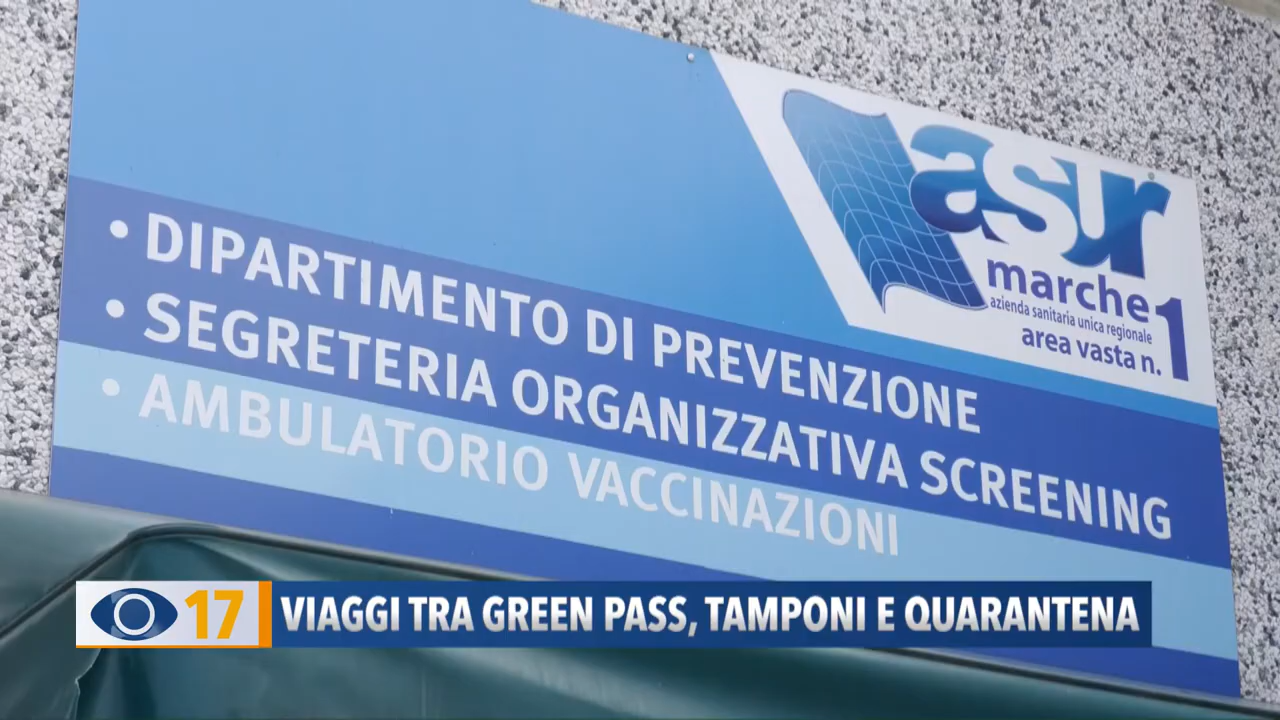 asur
marche 1
azienda sanitaria unica regionale
area vasta n.
• DIPARTIMENTO DI PREVENZIONE
• SEGRETERIA ORGANIZZATIVA SCREENING
• AMBULATORIO VACCINAZIONI
17 VIAGGI TRA GREEN PASS, TAMPONI E QUARANTENA